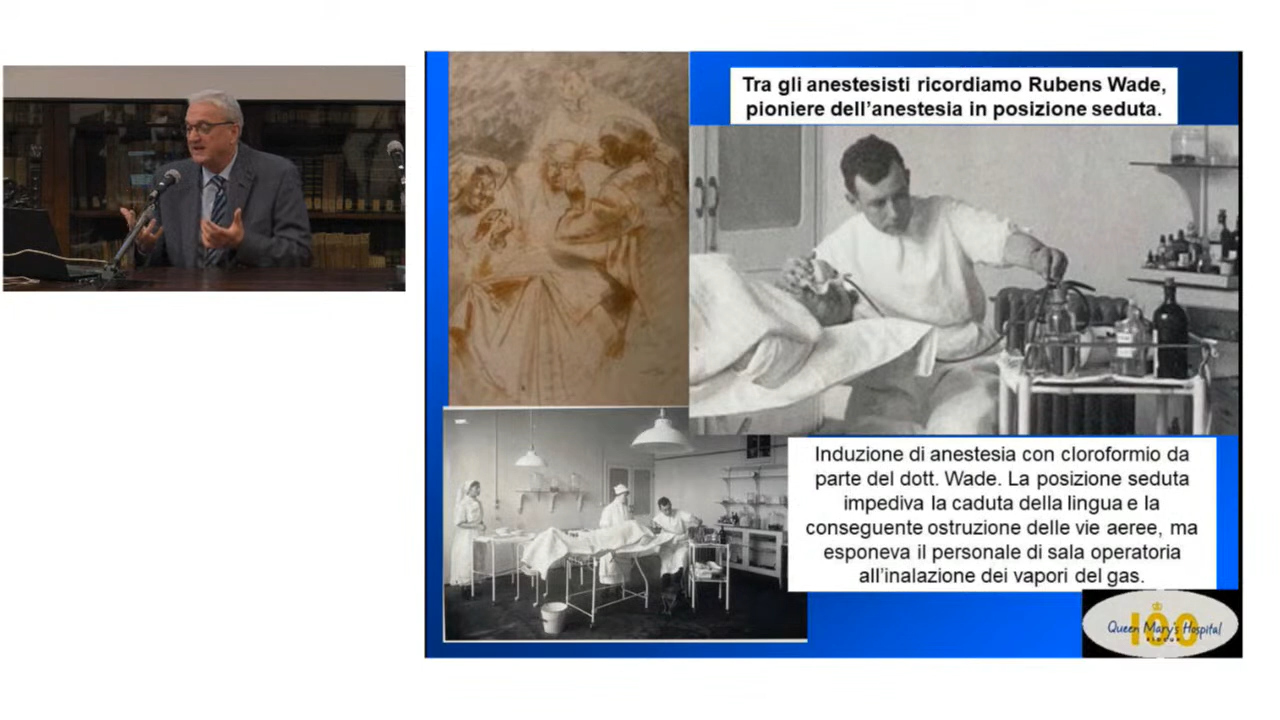 Tra gli anestesisti ricordiamo Rubens Wade,
pioniere dell'anestesia in posizione seduta.
Induzione di anestesia con cloroformio da
parte del dott. Wade. La posizione seduta
impediva la caduta della lingua e la
conseguente ostruzione delle vie aeree, ma
esponeva il personale di sala operatoria
all'inalazione dei vapori del gas.
100
Queen Mary's Hospital
SIDCUP